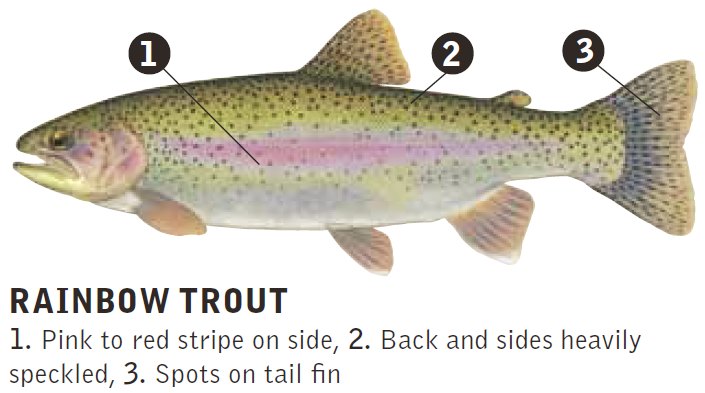 1
2
3
RAINBOW TROUT
1. Pink to red stripe on side, 2. Back and sides heavily
speckled, 3. Spots on tail fin